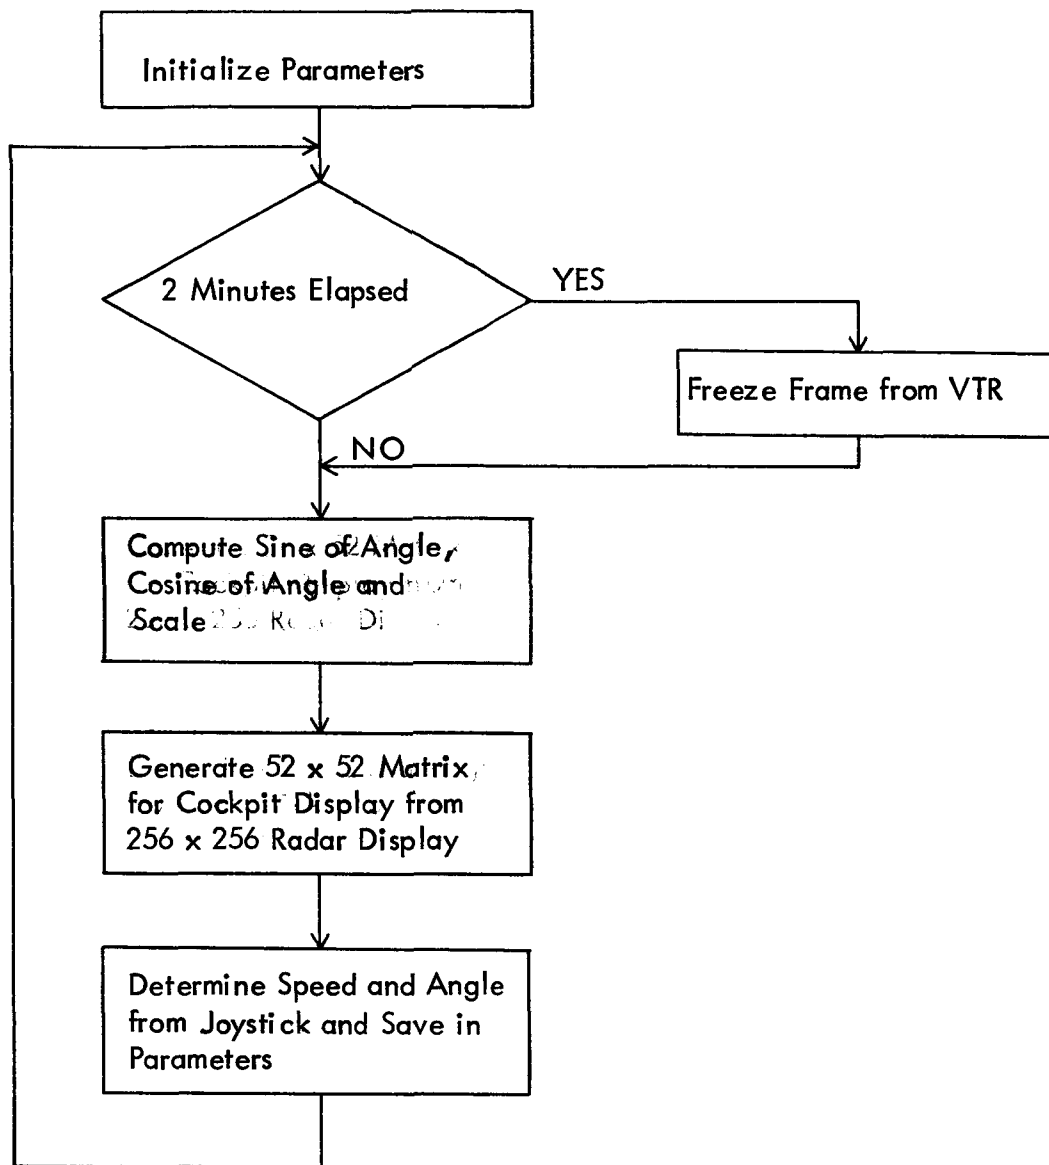 Initialize Parameters
2 Minutes Elapsed
YES
Freeze Frame from VTR
NO
Compute Sine of Angle,
Cosine of Angle and
Scale
Generate 52 x 52 Matrix
for Cockpit Display from
256 x 256 Radar Display
Determine Speed and Angle
from Joystick and Save in
Parameters